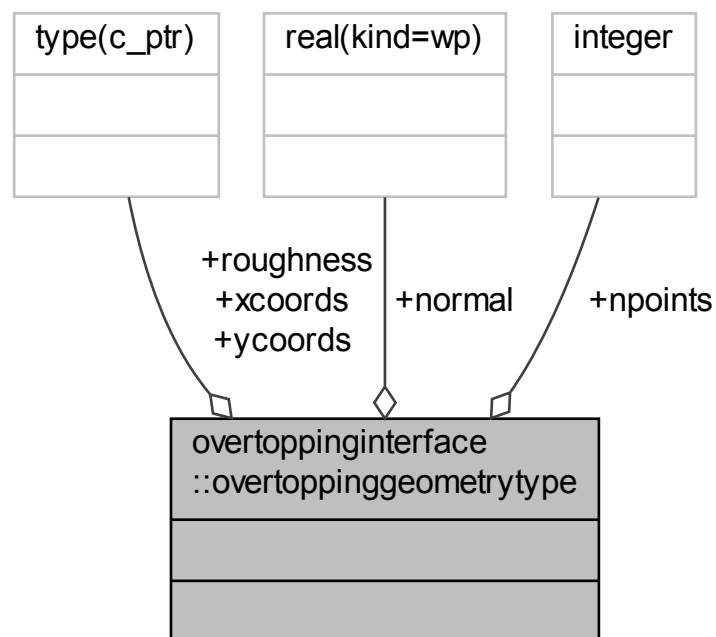 type(c_ptr)
real(kind=wp)
integer
+roughness
+xcoords
+ycoords
+normal
+npoints
overtoppinginterface
::overtoppinggeometrytype